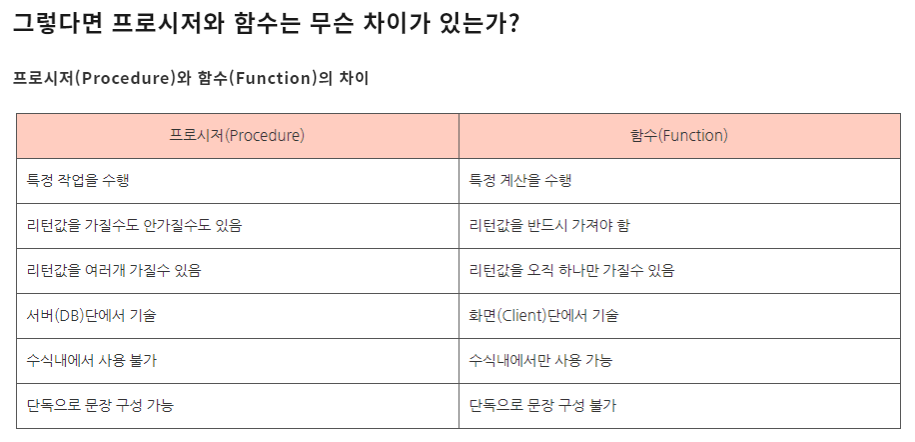 그렇다면 프로시저와 함수는 무슨 차이가 있는가?
프로시저(Procedure)와 함수(Function)의 차이
프로시저(Procedure) 함수(Function)
특정 작업을 수행 특정 계산을 수행
리턴값을 가질수도 안가질수도 있음 리턴값을 반드시 가져야 함
리턴값을 여러개 가질수 있음 리턴값을 오직 하나만 가질수 있음
서버(DB)단에서 기술 화면(Client)단에서 기술
수식내에서 사용 불가 수식내에서만 사용 가능
단독으로 문장 구성 가능 단독으로 문장 구성 불가